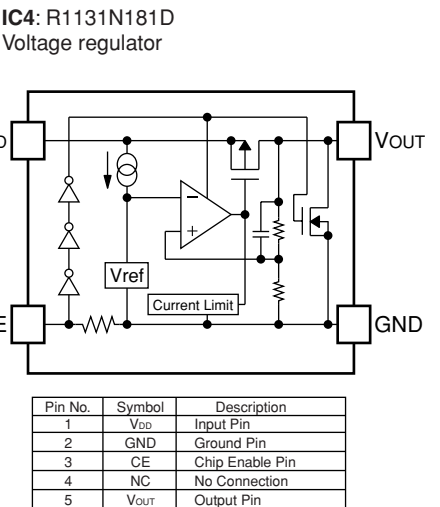 IC4: R1131N181D
Voltage regulator
D
VOUT
Vref
Current Limit
E
GND
Pin No. Symbol Description
1 VDD Input Pin
2 GND Ground Pin
3 CE Chip Enable Pin
4 NC No Connection
5 VOUT Output Pin